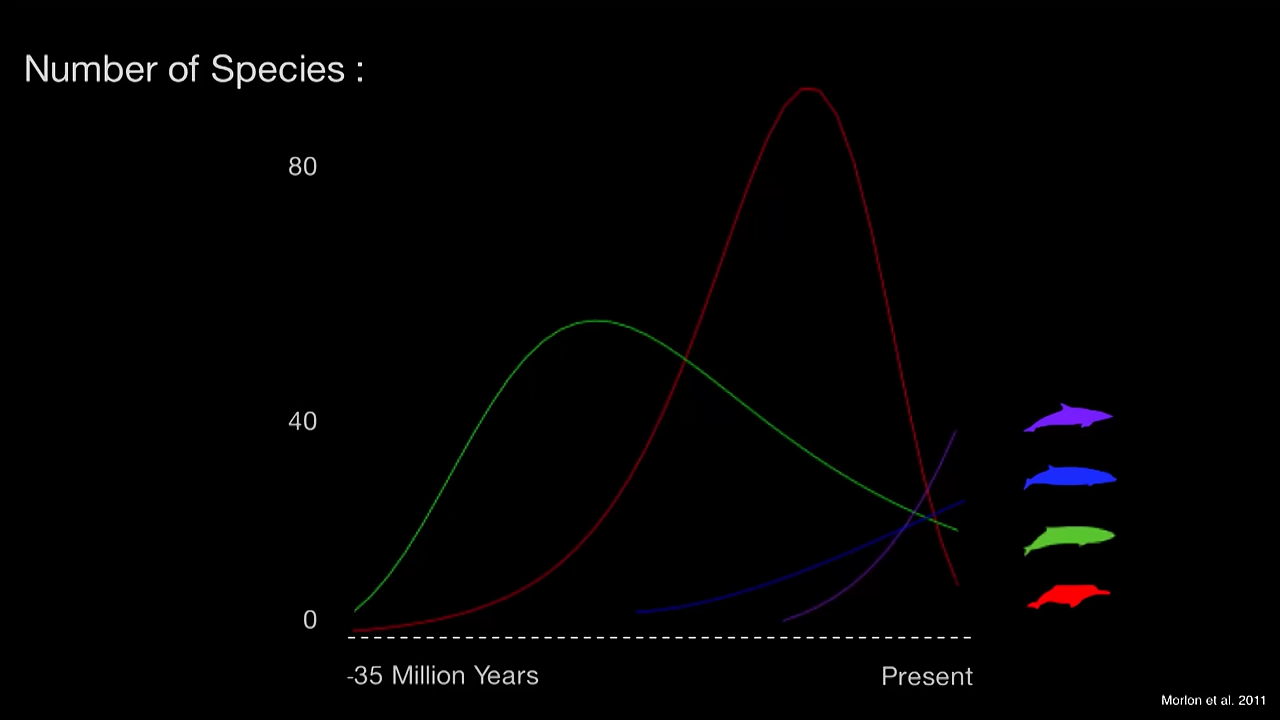 Number of Species :
80
40
0
-35 Million Years
Present
Morlon et al. 2011